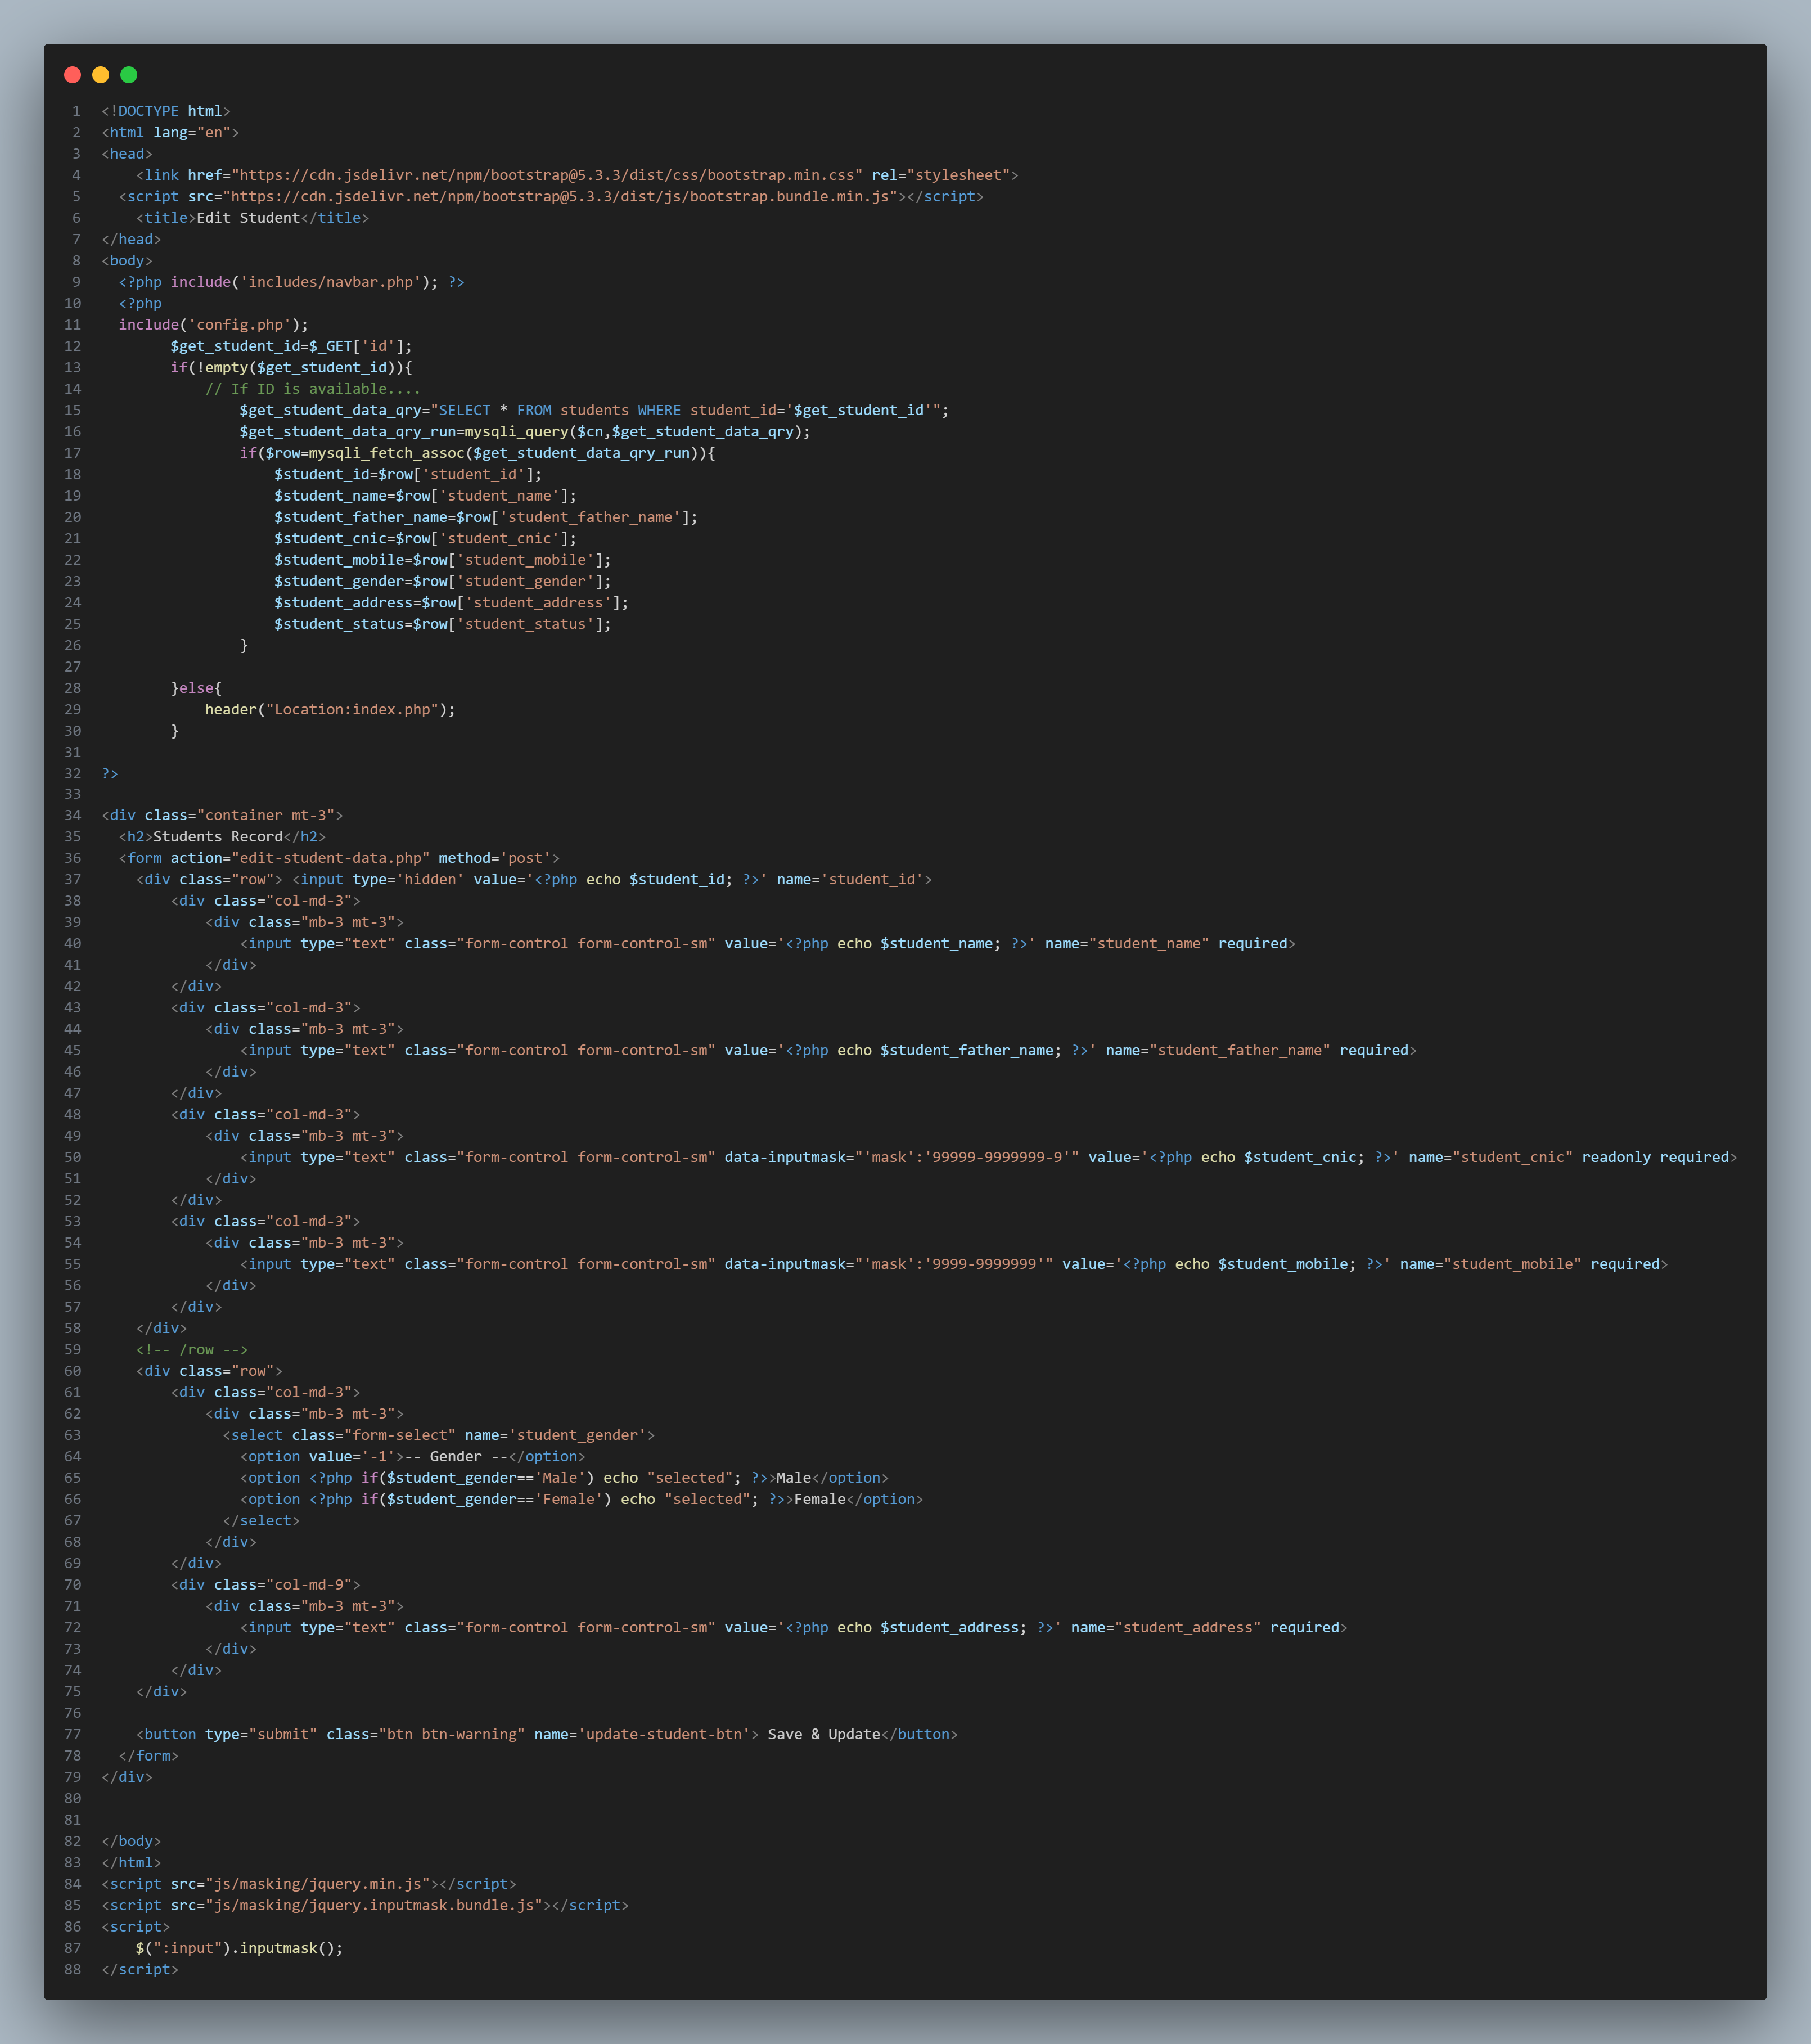 1 <!DOCTYPE html>
2 <html lang="en">
3 <head>
4     <link href="https://cdn.jsdelivr.net/npm/bootstrap@5.3.3/dist/css/bootstrap.min.css" rel="stylesheet">
5   <script src="https://cdn.jsdelivr.net/npm/bootstrap@5.3.3/dist/js/bootstrap.bundle.min.js"></script>
6     <title>Edit Student</title>
7 </head>
8 <body>
9   <?php include('includes/navbar.php'); ?>
10   <?php
11   include('config.php');
12         $get_student_id=$_GET['id'];
13         if(!empty($get_student_id)){
14             // If ID is available....
15                 $get_student_data_qry="SELECT * FROM students WHERE student_id='$get_student_id'";
16                 $get_student_data_qry_run=mysqli_query($cn,$get_student_data_qry);
17                 if($row=mysqli_fetch_assoc($get_student_data_qry_run)){
18                     $student_id=$row['student_id'];
19                     $student_name=$row['student_name'];
20                     $student_father_name=$row['student_father_name'];
21                     $student_cnic=$row['student_cnic'];
22                     $student_mobile=$row['student_mobile'];
23                     $student_gender=$row['student_gender'];
24                     $student_address=$row['student_address'];
25                     $student_status=$row['student_status'];
26                 }
27
28         }else{
29             header("Location:index.php");
30         }
31
32 ?>
33
34 <div class="container mt-3">
35   <h2>Students Record</h2>
36   <form action="edit-student-data.php" method='post'>
37     <div class="row"> <input type='hidden' value='<?php echo $student_id; ?>' name='student_id'>
38         <div class="col-md-3">
39             <div class="mb-3 mt-3">
40                 <input type="text" class="form-control form-control-sm" value='<?php echo $student_name; ?>' name="student_name" required>
41             </div>
42         </div>
43         <div class="col-md-3">
44             <div class="mb-3 mt-3">
45                 <input type="text" class="form-control form-control-sm" value='<?php echo $student_father_name; ?>' name="student_father_name" required>
46             </div>
47         </div>
48         <div class="col-md-3">
49             <div class="mb-3 mt-3">
50                 <input type="text" class="form-control form-control-sm" data-inputmask="'mask':'99999-9999999-9'" value='<?php echo $student_cnic; ?>' name="student_cnic" readonly required>
51             </div>
52         </div>
53         <div class="col-md-3">
54             <div class="mb-3 mt-3">
55                 <input type="text" class="form-control form-control-sm" data-inputmask="'mask':'9999-9999999'" value='<?php echo $student_mobile; ?>' name="student_mobile" required>
56             </div>
57         </div>
58     </div>
59     <!-- /row -->
60     <div class="row">
61         <div class="col-md-3">
62             <div class="mb-3 mt-3">
63               <select class="form-select" name='student_gender'>
64                 <option value='-1'>-- Gender --</option>
65                 <option <?php if($student_gender=='Male') echo "selected"; ?>>Male</option>
66                 <option <?php if($student_gender=='Female') echo "selected"; ?>>Female</option>
67               </select>
68             </div>
69         </div>
70         <div class="col-md-9">
71             <div class="mb-3 mt-3">
72                 <input type="text" class="form-control form-control-sm" value='<?php echo $student_address; ?>' name="student_address" required>
73             </div>
74         </div>
75     </div>
76
77     <button type="submit" class="btn btn-warning" name='update-student-btn'> Save & Update</button>
78   </form>
79 </div>
80
81
82 </body>
83 </html>
84 <script src="js/masking/jquery.min.js"></script>
85 <script src="js/masking/jquery.inputmask.bundle.js"></script>
86 <script>
87     $(":input").inputmask();
88 </script>